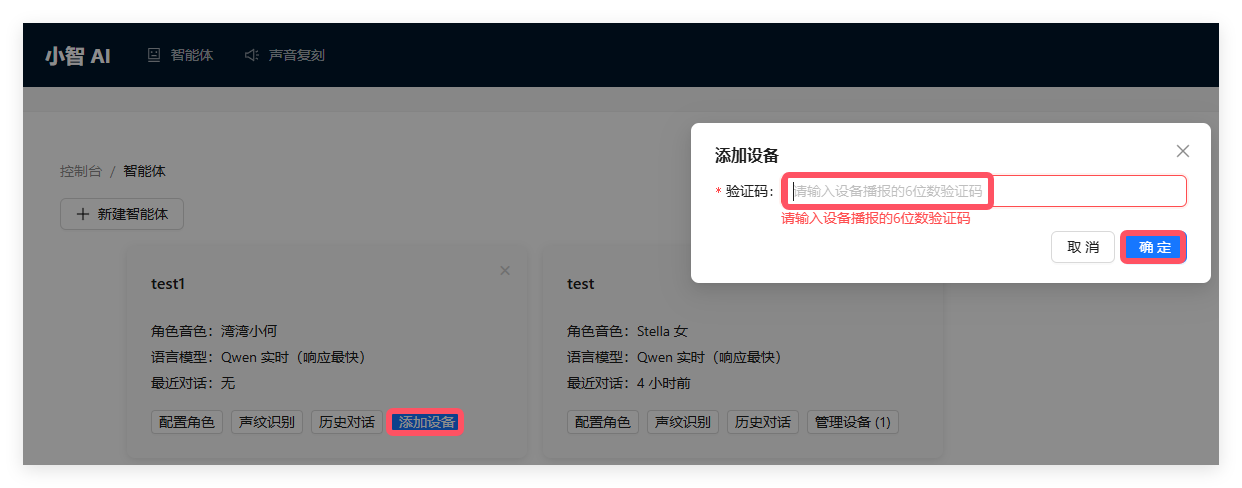 小智 AI 智能体 声音复刻
控制台 / 智能体
新建智能体
添加设备
* 验证码: 请输入设备播报的6位数验证码
请输入设备播报的6位数验证码
取 消 确 定
test1
角色音色：湾湾小何
语言模型：Qwen 实时（响应最快）
最近对话：无
配置角色 声纹识别 历史对话 添加设备
test
角色音色：Stella 女
语言模型：Qwen 实时（响应最快）
最近对话：4 小时前
配置角色 声纹识别 历史对话 管理设备 (1)